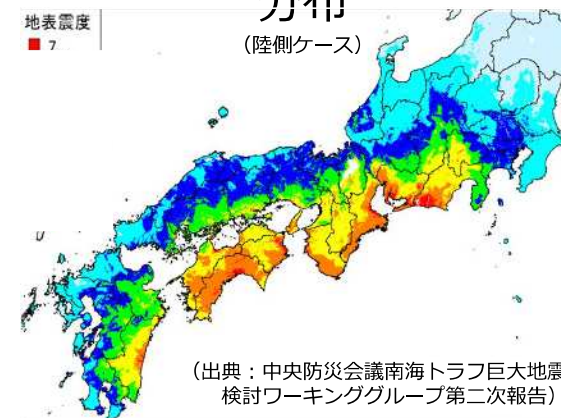 分布
地表震度
7
(陸側ケース)
(出典:中央防災会議南海トラフ巨大地震
検討ワーキンググループ第二次報告)